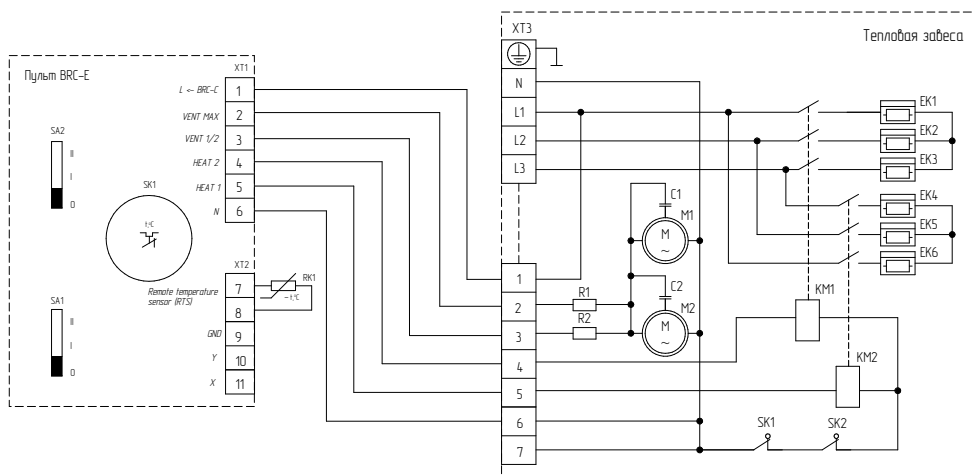 Пульт BRC-E
XT1
L <- BRC-C
1
VENT MAX
2
VENT 1/2
3
HEAT 2
4
HEAT 1
5
N
6
SA2
II
I
0
SK1
t,°C
XT2
7
Remote temperature
sensor (RTS)
8
GND
9
Y
10
X
11
RK1
- t,°C
SA1
II
I
0
XT3
N
L1
L2
L3
1
2
3
4
5
6
7
Тепловая завеса
EK1
EK2
EK3
EK4
EK5
EK6
C1
M1
M
~
C2
M2
M
~
R1
R2
KM1
KM2
SK1
SK2